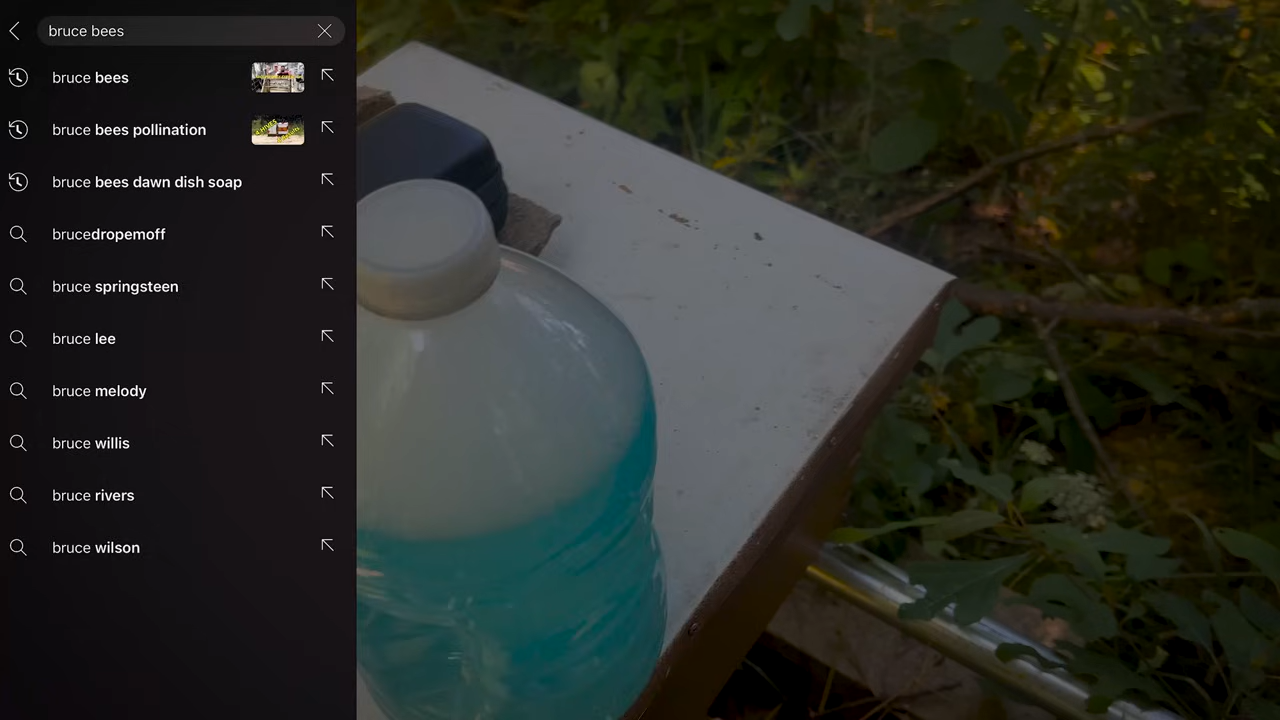 bruce bees
bruce bees
bruce bees pollination
bruce bees dawn dish soap
brucedropemoff
bruce springsteen
bruce lee
bruce melody
bruce willis
bruce rivers
bruce wilson